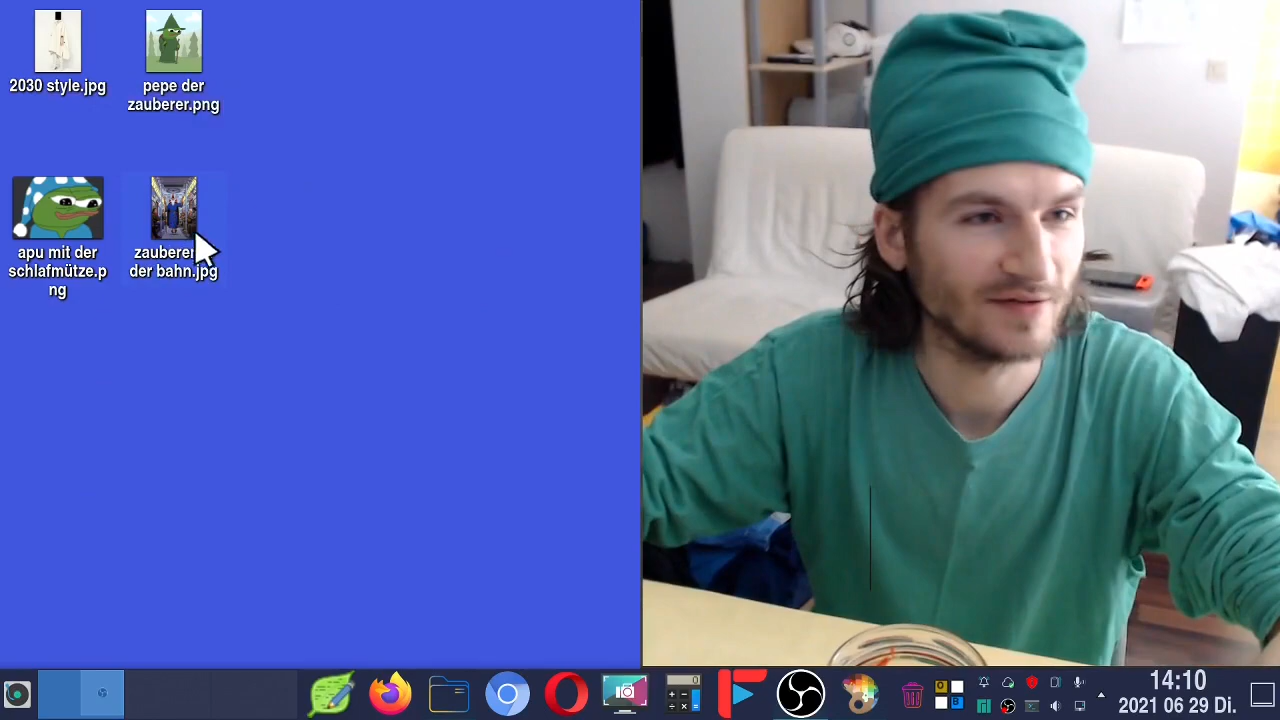 2030 style.jpg
pepe der
zauberer.png
apu mit der
schlafmütze.p
ng
der bahn.jpg
14:10
2021 06 29 Di.